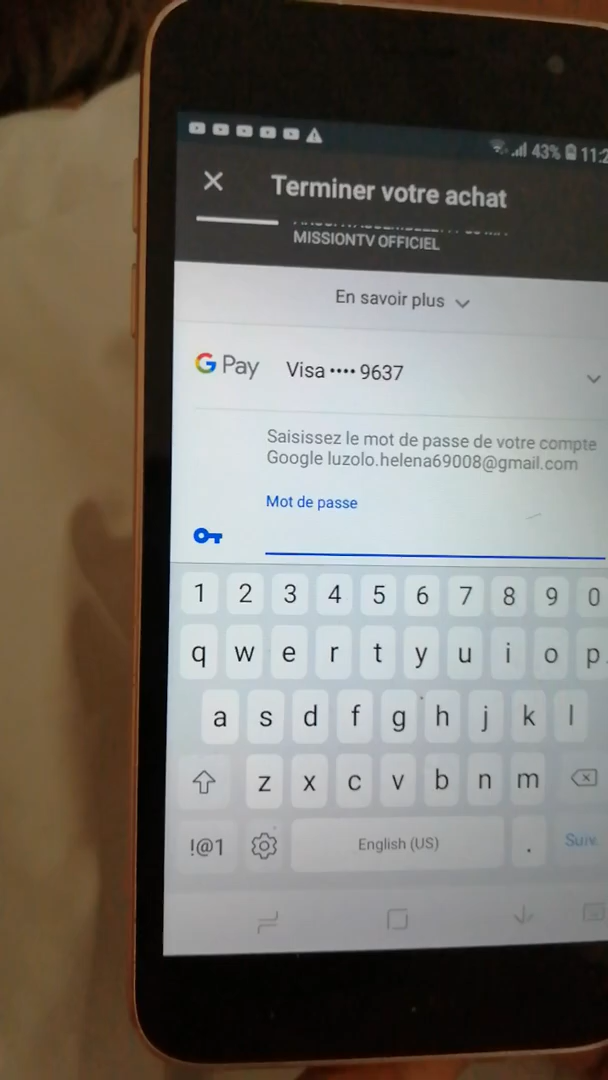 43% 11:2
Terminer votre achat
MISSIONTV OFFICIEL
En savoir plus
G Pay Visa •••• 9637
Saisissez le mot de passe de votre compte
Google luzolo.helena69008@gmail.com
Mot de passe
1 2 3 4 5 6 7 8 9 0
q w e r t y u i o p
a s d f g h j k l
z x c v b n m
!@1 English (US) . Suiv.